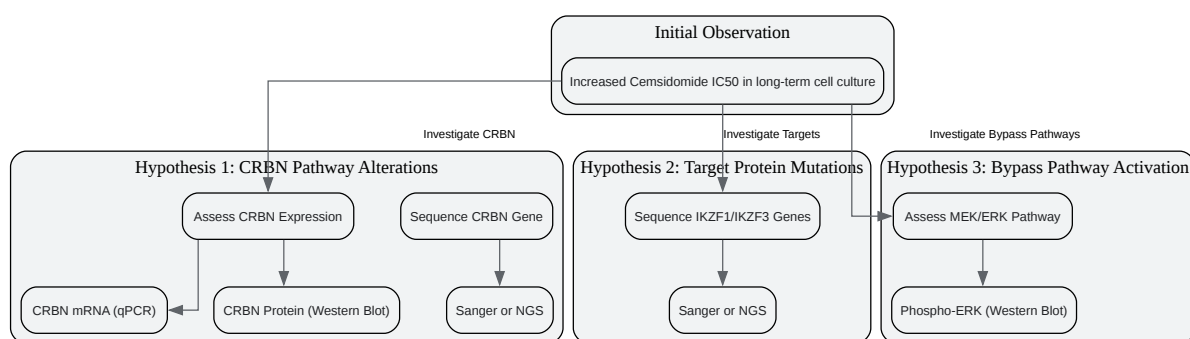 Initial Observation
Increased Cemsidomide IC50 in long-term cell culture
Investigate CRBN
Investigate Targets
Investigate Bypass Pathways
Hypothesis 1: CRBN Pathway Alterations
Hypothesis 2: Target Protein Mutations
Hypothesis 3: Bypass Pathway Activation
Assess CRBN Expression
Sequence CRBN Gene
Sequence IKZF1/IKZF3 Genes
Assess MEK/ERK Pathway
CRBN mRNA (qPCR)
CRBN Protein (Western Blot)
Sanger or NGS
Sanger or NGS
Phospho-ERK (Western Blot)